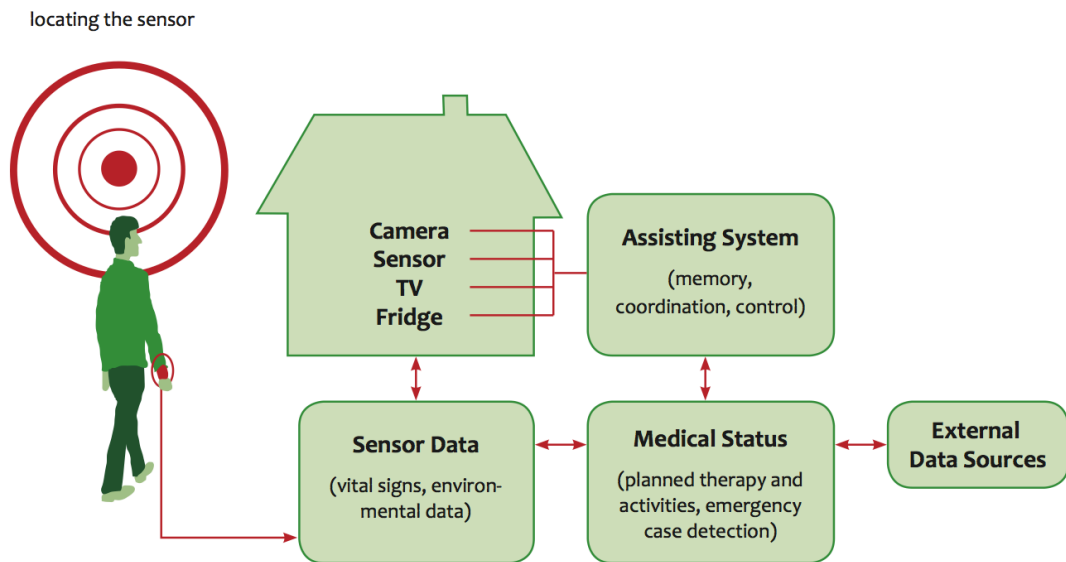 locating the sensor
Camera
Sensor
TV
Fridge
Assisting System
(memory,
coordination, control)
Sensor Data
(vital signs, environ-
mental data)
Medical Status
(planned therapy and
activities, emergency
case detection)
External
Data Sources